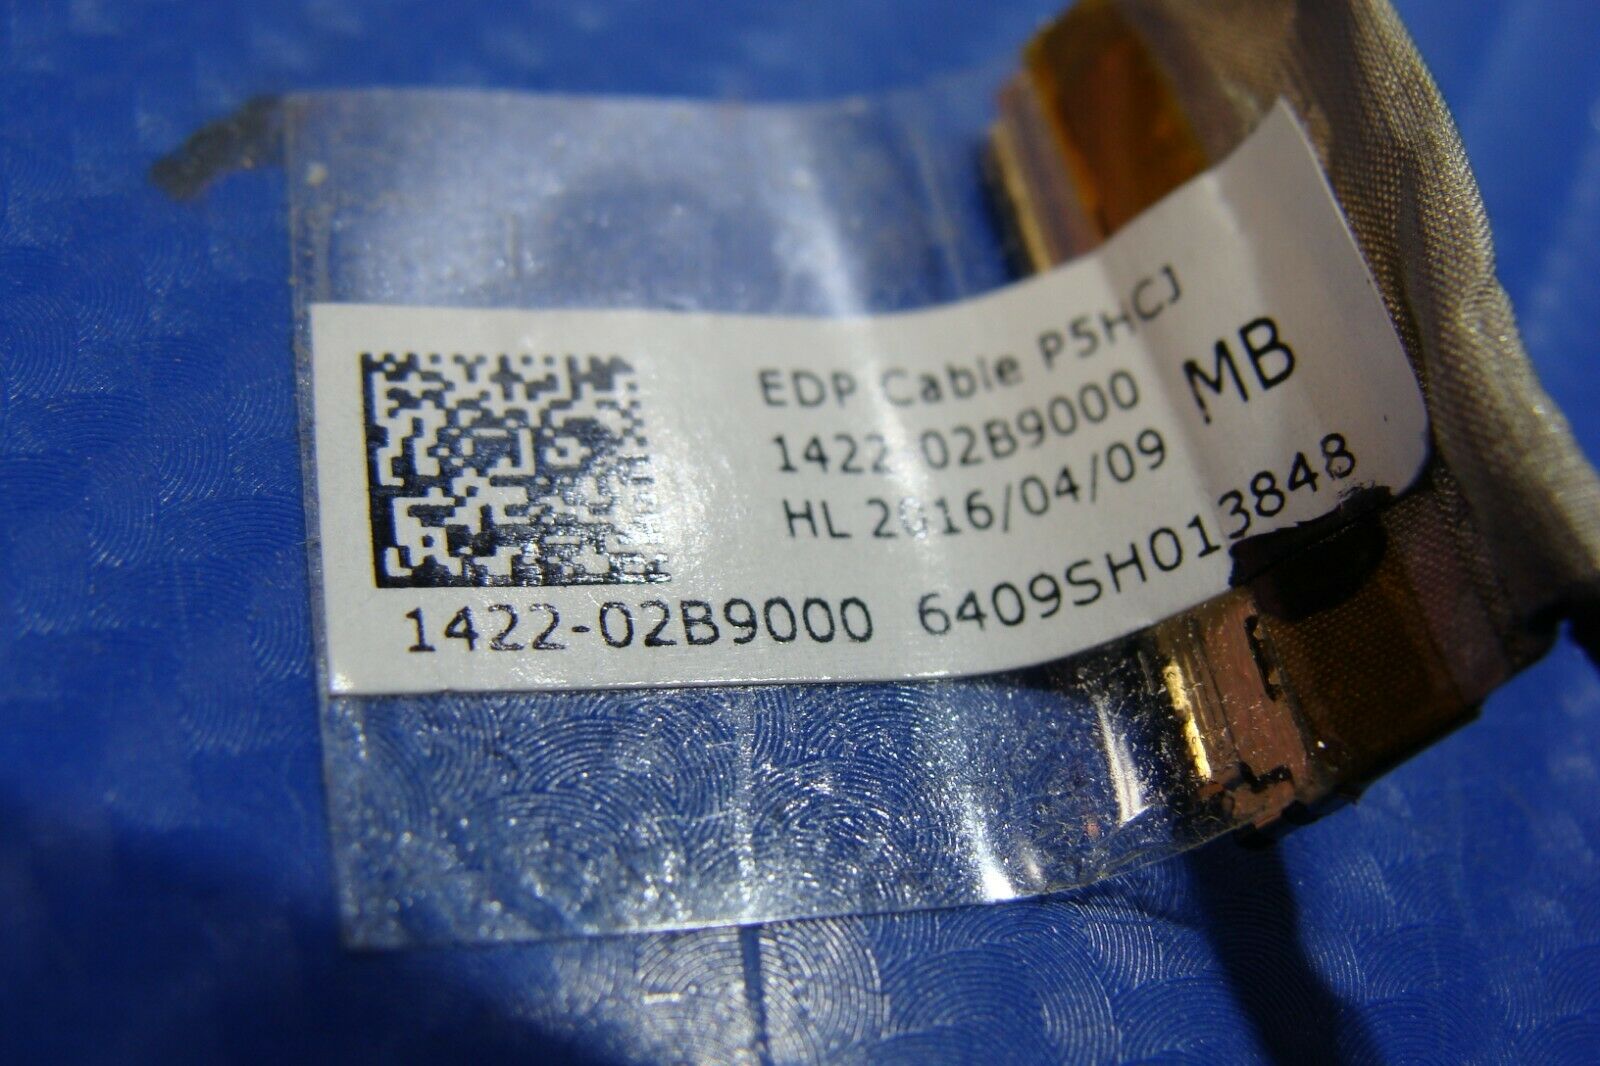 EDP Cable P5HCJ
1422-02B9000 MB
HL 2016/04/09
1422-02B9000 6409SH013848